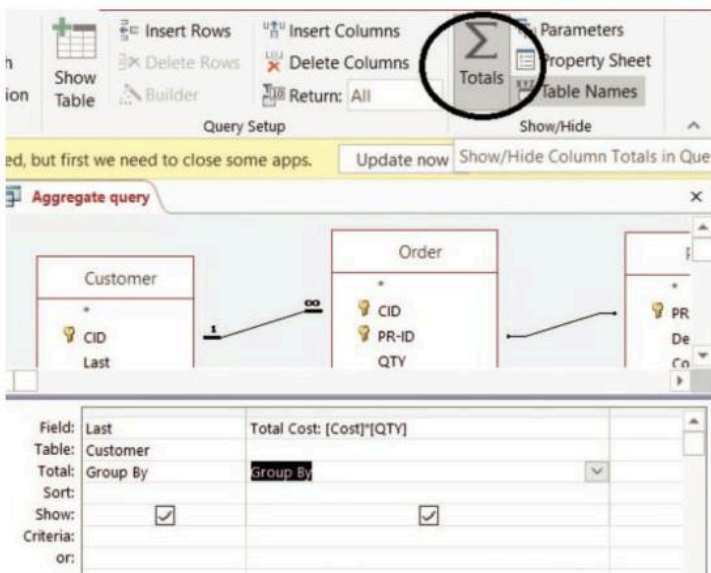 Insert Rows
Insert Columns
Parameters
Delete Rows
Delete Columns
Property Sheet
Show
Table
Builder
Return: All
Totals
Table Names
ion
Query Setup
Show/Hide
ed, but first we need to close some apps.
Update now
Show/Hide Column Totals in Que
Aggregate query
Customer
*
CID
Last
1
∞
Order
*
CID
PR-ID
QTY
*
PR
De
Co
Field: Last Total Cost: [Cost]*[QTY]
Table: Customer
Total: Group By Group By
Sort:
Show:
Criteria:
or: